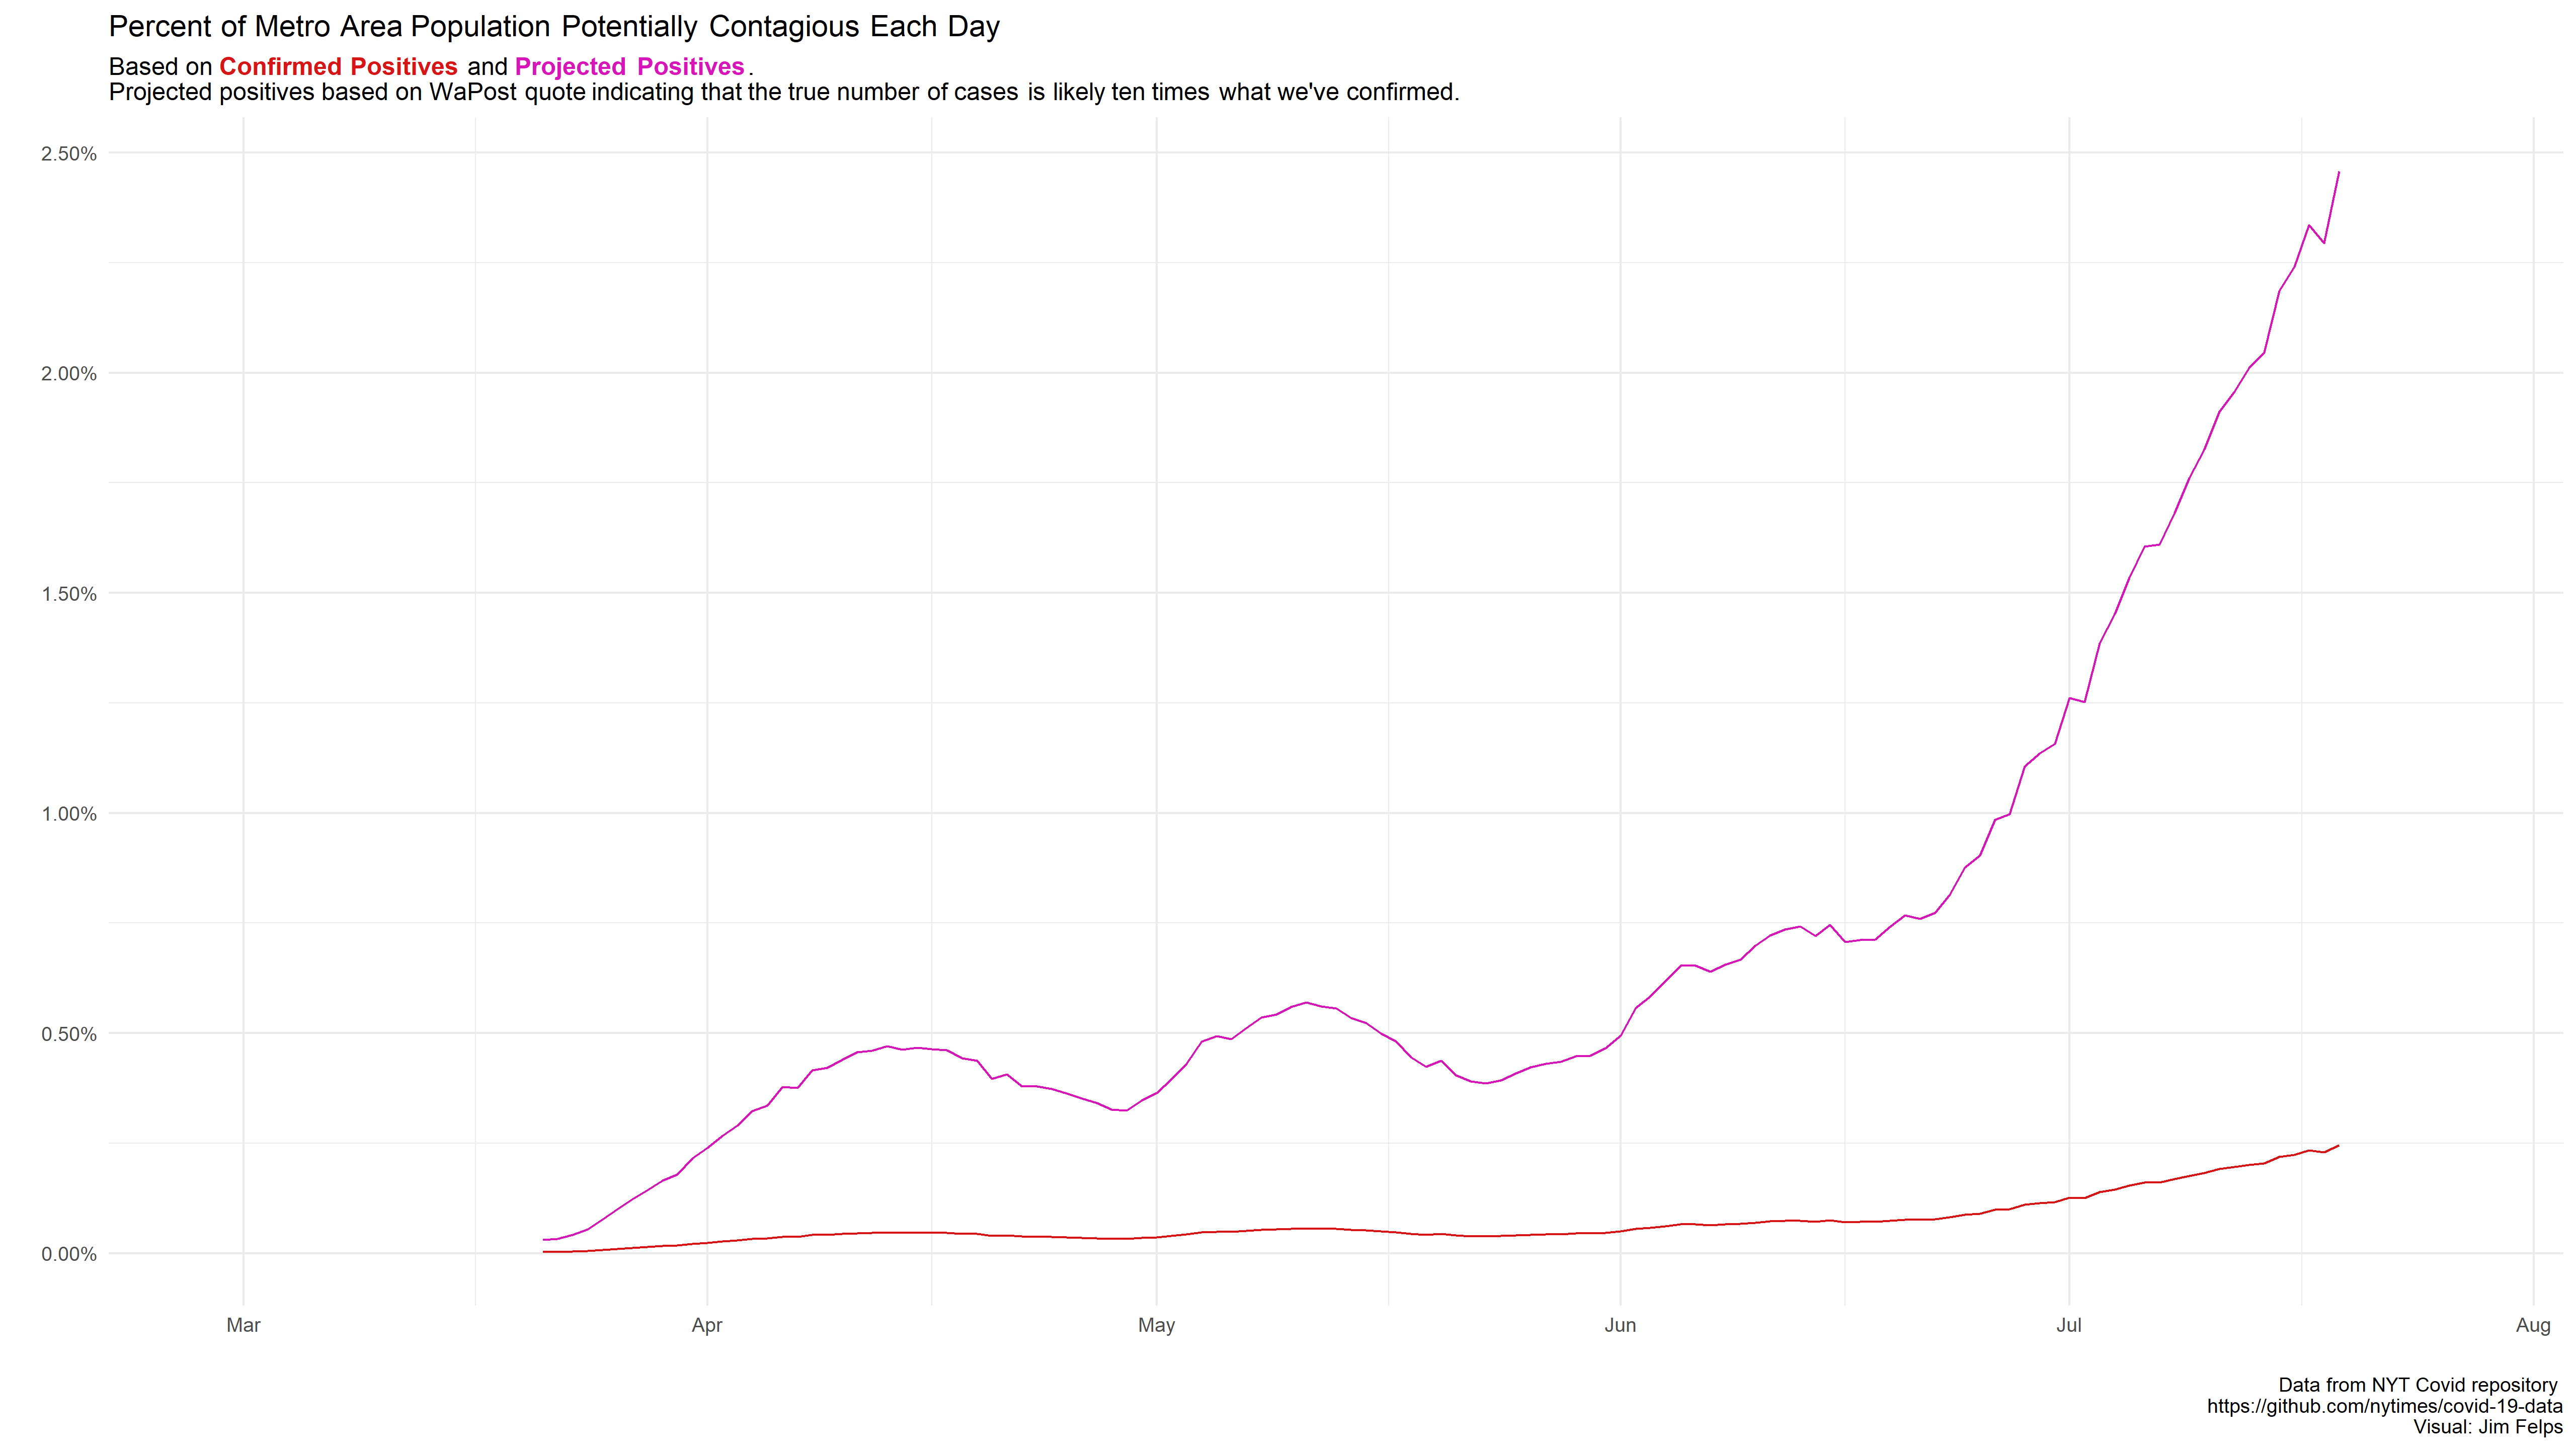 Percent of Metro Area Population Potentially Contagious Each Day
Based on Confirmed Positives and Projected Positives.
Projected positives based on WaPost quote indicating that the true number of cases is likely ten times what we've confirmed.
2.50%
2.00%
1.50%
1.00%
0.50%
0.00%
Mar Apr May Jun Jul Aug
Data from NYT Covid repository
https://github.com/nytimes/covid-19-data
Visual: Jim Felps